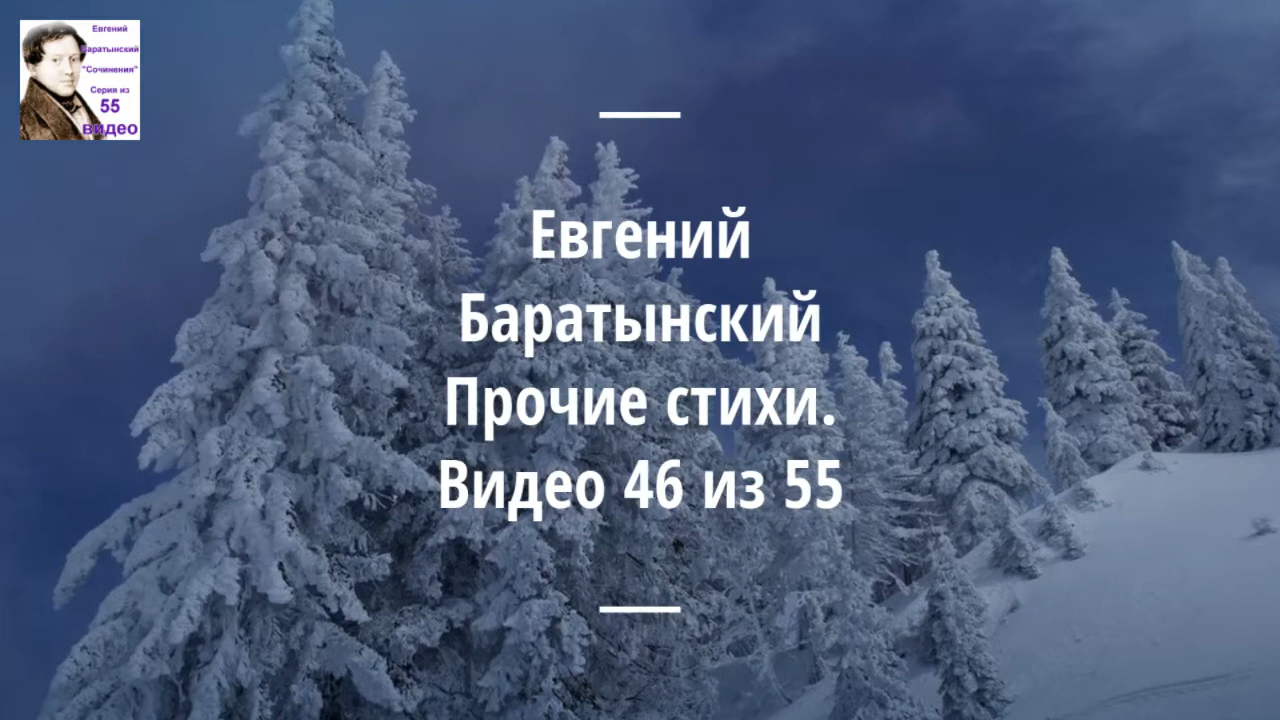 Евгений
Баратынский
"Сочинения"
Серия из
55
видео
Евгений
Баратынский
Прочие стихи.
Видео 46 из 55